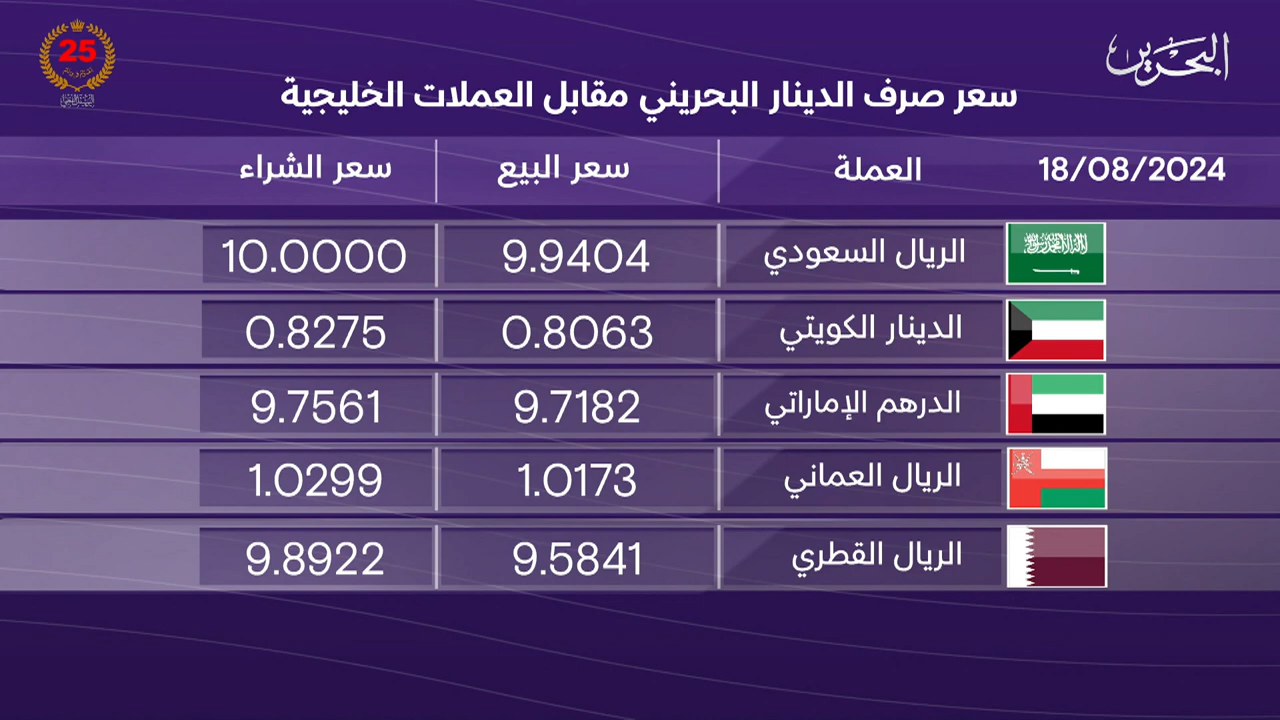 البحرين
25
سعر صرف الدينار البحريني مقابل العملات الخليجية
18/08/2024 العملة سعر البيع سعر الشراء
الريال السعودي 9.9404 10.0000
الدينار الكويتي 0.8063 0.8275
الدرهم الإماراتي 9.7182 9.7561
الريال العماني 1.0173 1.0299
الريال القطري 9.5841 9.8922